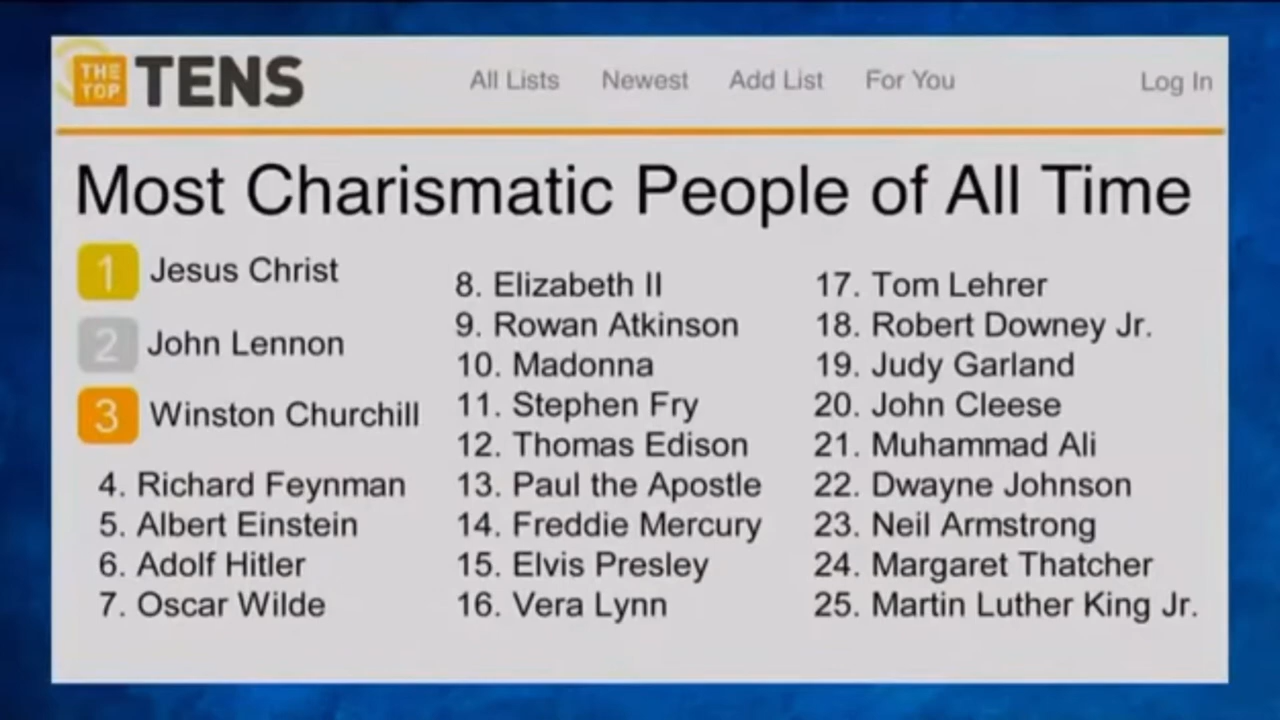 THE TOP TENS
All Lists Newest Add List For You Log In
Most Charismatic People of All Time
1 Jesus Christ
2 John Lennon
3 Winston Churchill
4. Richard Feynman
5. Albert Einstein
6. Adolf Hitler
7. Oscar Wilde
8. Elizabeth II
9. Rowan Atkinson
10. Madonna
11. Stephen Fry
12. Thomas Edison
13. Paul the Apostle
14. Freddie Mercury
15. Elvis Presley
16. Vera Lynn
17. Tom Lehrer
18. Robert Downey Jr.
19. Judy Garland
20. John Cleese
21. Muhammad Ali
22. Dwayne Johnson
23. Neil Armstrong
24. Margaret Thatcher
25. Martin Luther King Jr.